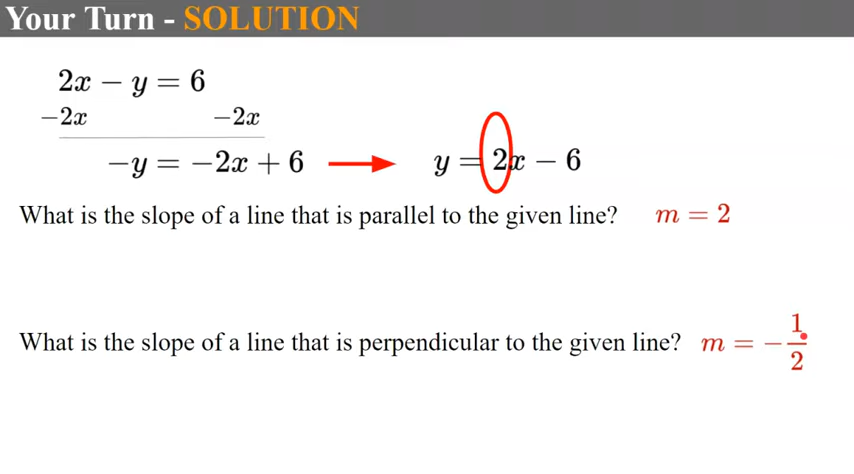 Your Turn - SOLUTION
2x − y = 6
−2x −2x
−y = −2x + 6 y = 2x − 6
What is the slope of a line that is parallel to the given line? m = 2
What is the slope of a line that is perpendicular to the given line? m = −1/2